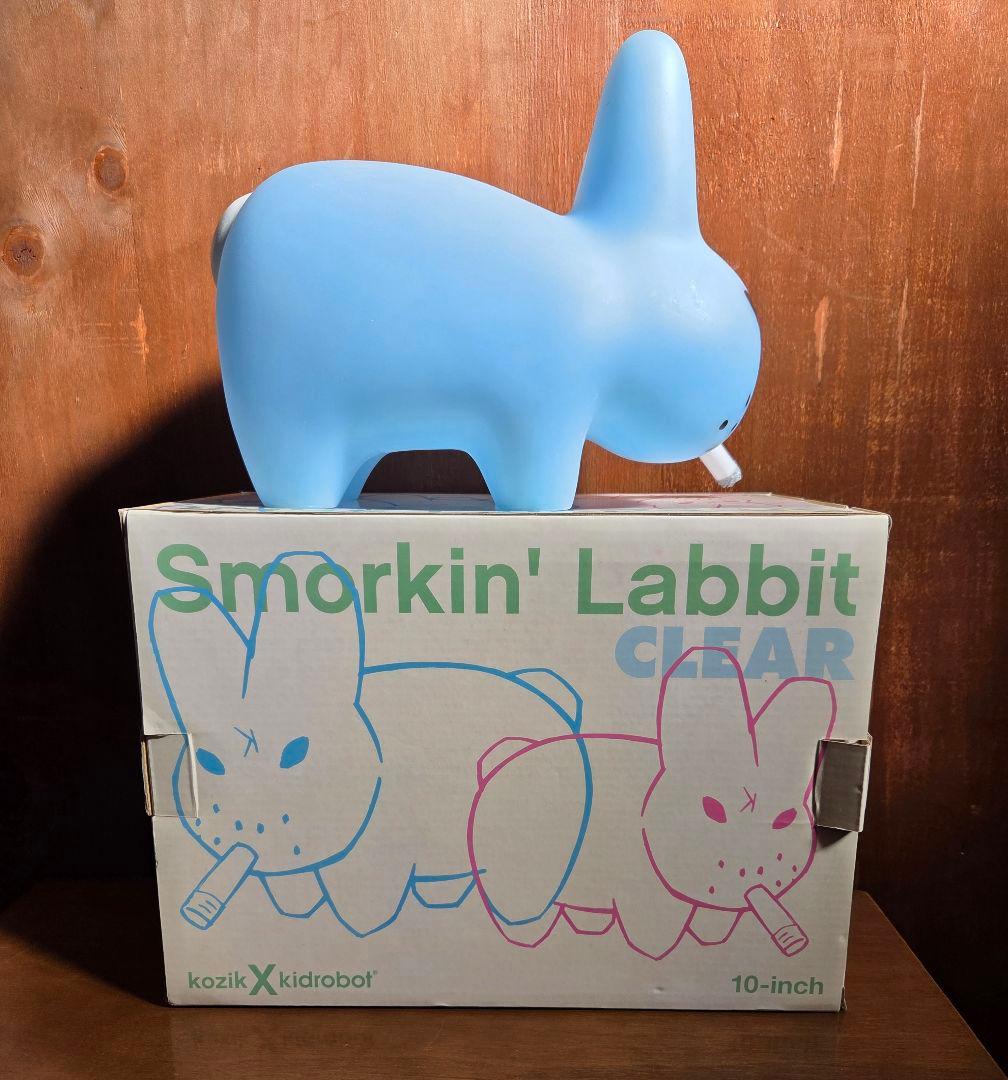 Smorkin' Labbit
CLEAR
K
K
kozik X kidrobot®
10-inch